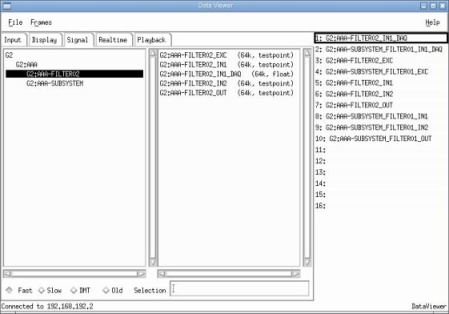 Data Viewer
File Frames Help
Input Display Signal Realtime Playback
G2
G2:AAA
G2:AAA-FILTER02
G2:AAA-SUBSYSTEM
G2:AAA-FILTER02_EXC (64k, testpoint)
G2:AAA-FILTER02_IN1 (64k, testpoint)
G2:AAA-FILTER02_IN1_DAQ (64k, float)
G2:AAA-FILTER02_IN2 (64k, testpoint)
G2:AAA-FILTER02_OUT (64k, testpoint)
1: G2:AAA-FILTER02_IN1_DAQ
2: G2:AAA-SUBSYSTEM_FILTER01_IN1_DAQ
3: G2:AAA-FILTER02_EXC
4: G2:AAA-SUBSYSTEM_FILTER01_EXC
5: G2:AAA-FILTER02_IN1
6: G2:AAA-FILTER02_IN2
7: G2:AAA-FILTER02_OUT
8: G2:AAA-SUBSYSTEM_FILTER01_IN1
9: G2:AAA-SUBSYSTEM_FILTER01_IN2
10: G2:AAA-SUBSYSTEM_FILTER01_OUT
11:
12:
13:
14:
15:
16:
Fast Slow DMT Old Selection
Connected to 192.168.192.2 DataViewer